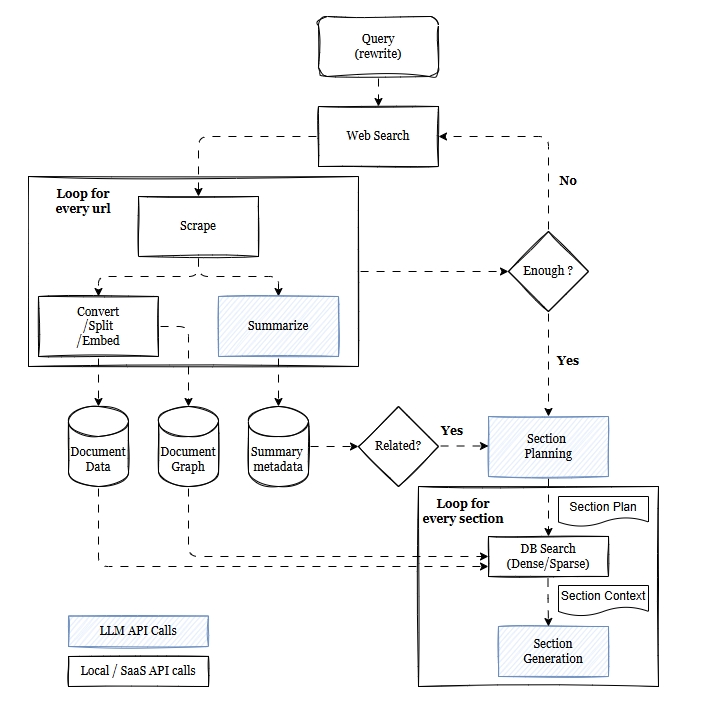 Query
(rewrite)
Web Search
No
Loop for
every url
Scrape
Enough ?
Convert
/Split
/Embed
Summarize
Yes
Document
Data
Document
Graph
Summary
metadata
Related?
Yes
Section
Planning
Loop for
every section
Section Plan
DB Search
(Dense/Sparse)
Section Context
LLM API Calls
Section
Generation
Local / SaaS API calls